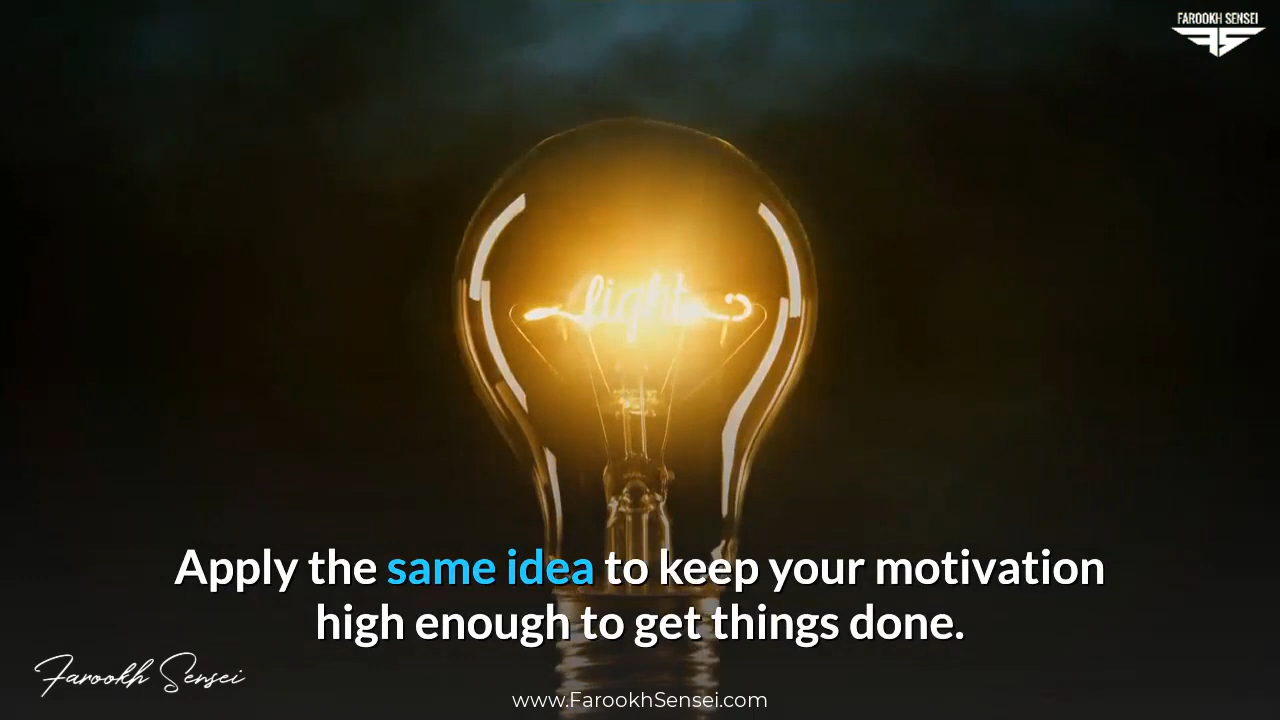 FAROOKH SENSEI
FS
light
Apply the same idea to keep your motivation
high enough to get things done.
Farookh Sensei
www.FarookhSensei.com